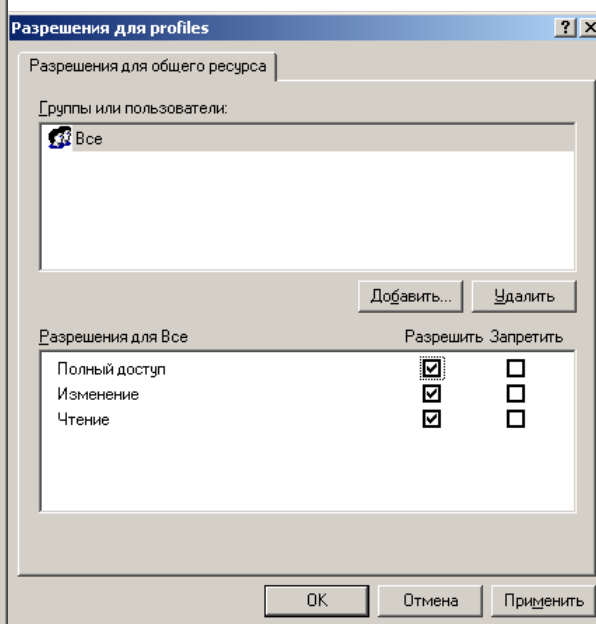 Разрешения для profiles
Разрешения для общего ресурса
Группы или пользователи:
Все
Добавить... Удалить
Разрешения для Все Разрешить Запретить
Полный доступ
Изменение
Чтение
OK Отмена Применить